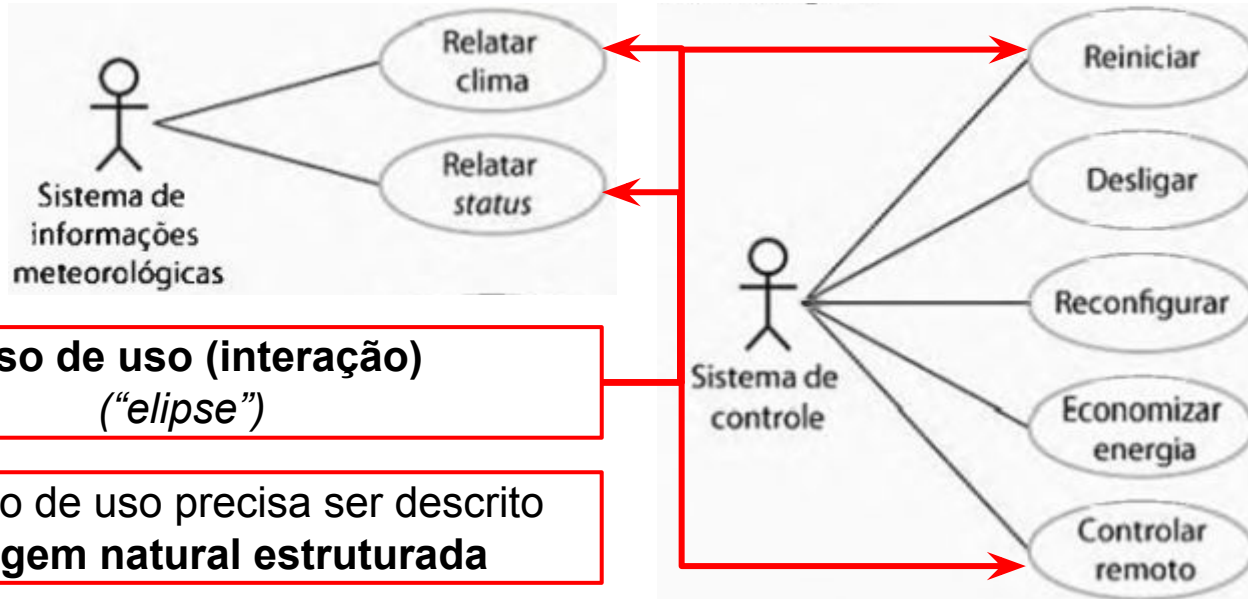 Relatar
clima
Relatar
status
Sistema de
informações
meteorológicas
so de uso (interação)
(“elipse”)
o de uso precisa ser descrito
gem natural estruturada
Reiniciar
Desligar
Reconfigurar
Economizar
energia
Controlar
remoto
Sistema de
controle